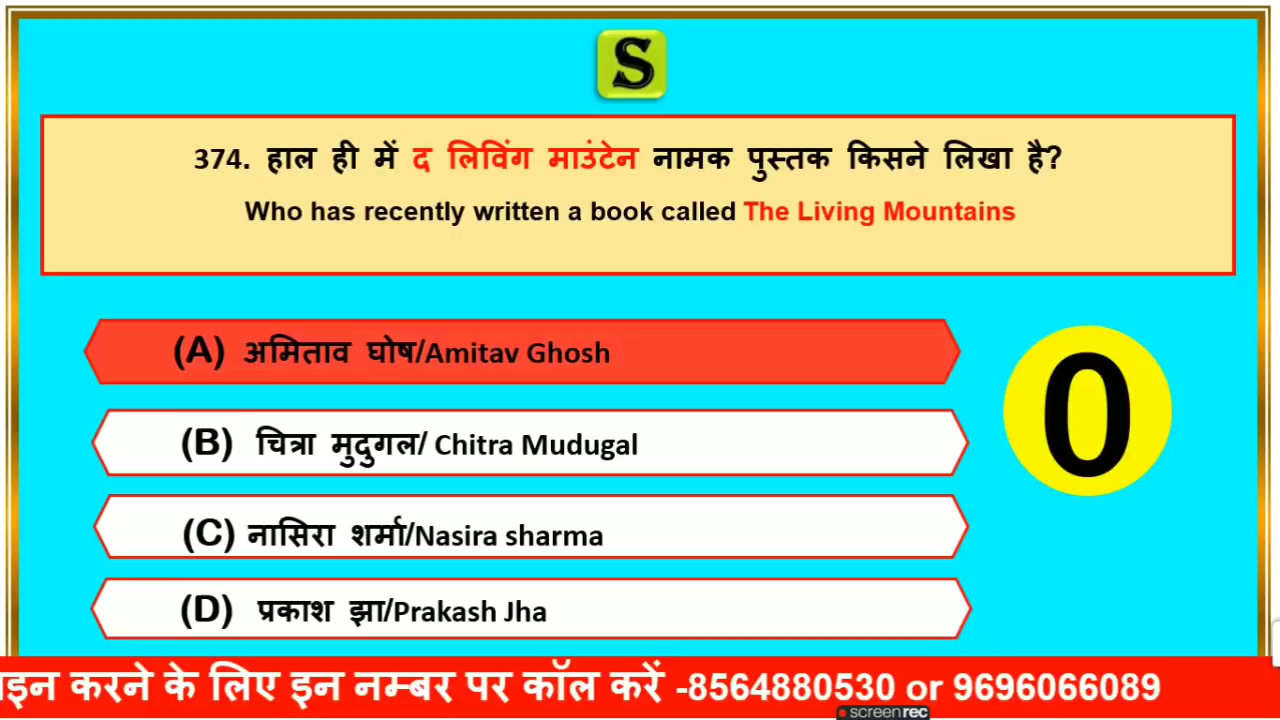 S
374. हाल ही में द लिविंग माउंटेन नामक पुस्तक किसने लिखा है?
Who has recently written a book called The Living Mountains
(A) अमिताव घोष/Amitav Ghosh
0
(B) चित्रा मुदुगल/ Chitra Mudugal
(C) नासिरा शर्मा/Nasira sharma
(D) प्रकाश झा/Prakash Jha
इन करने के लिए इन नम्बर पर कॉल करें -8564880530 or 9696066089
screenrec